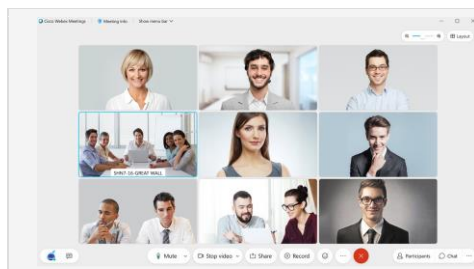 Cisco Webex Meetings Meeting Info Show menu bar
Layout
SHN7-16-GREAT WALL
Mute Stop video Share Record Participants Chat